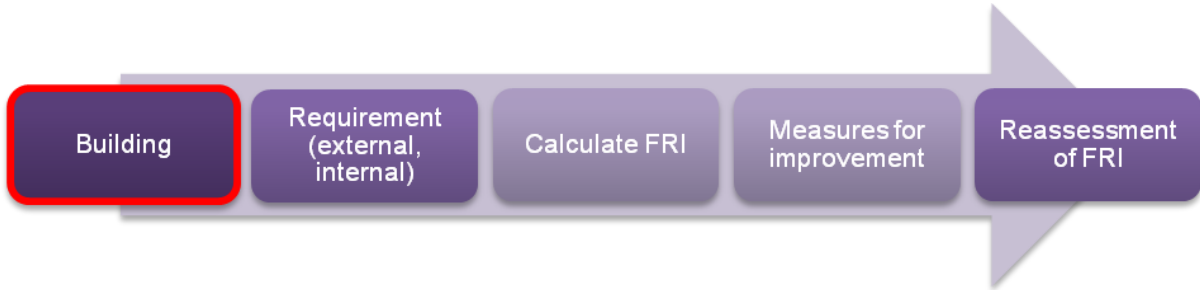 Building
Requirement
(external,
internal)
Calculate FRI
Measures for
improvement
Reassessment
of FRI